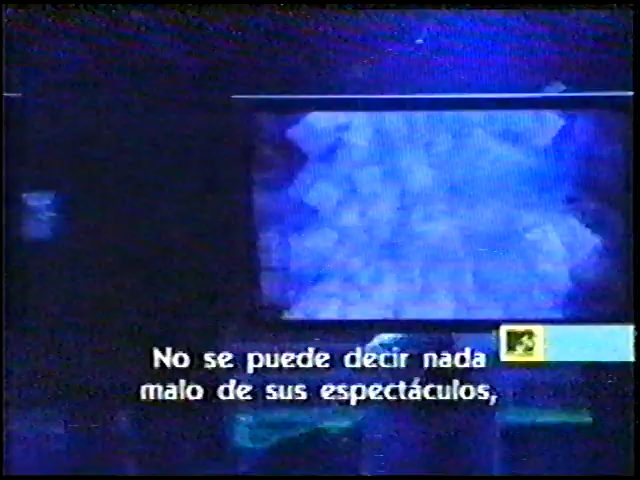 No se puede decir nada
malo de sus espectáculos,